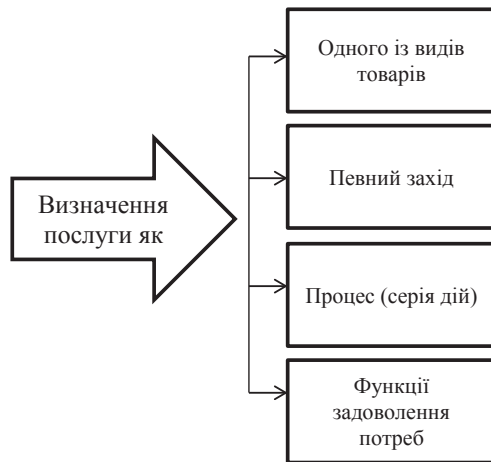 Визначення
послуги як
Одного із видів
товарів
Певний захід
Процес (серія дій)
Функції
задоволення
потреб